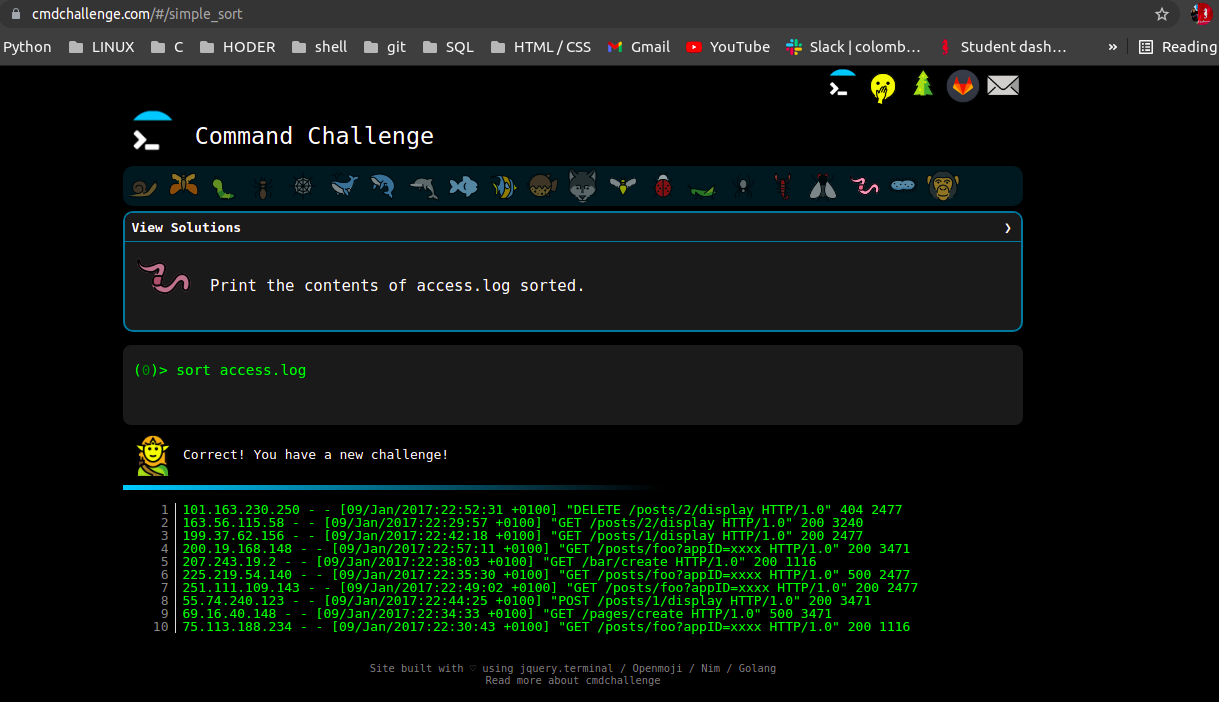 cmdchallenge.com/#/simple_sort
Python LINUX C HODER shell git SQL HTML / CSS Gmail YouTube Slack | colomb… Student dash… » Reading
Command Challenge
View Solutions ❯
Print the contents of access.log sorted.
(0)> sort access.log
Correct! You have a new challenge!
1 101.163.230.250 - - [09/Jan/2017:22:52:31 +0100] "DELETE /posts/2/display HTTP/1.0" 404 2477
2 163.56.115.58 - - [09/Jan/2017:22:29:57 +0100] "GET /posts/2/display HTTP/1.0" 200 3240
3 199.37.62.156 - - [09/Jan/2017:22:42:18 +0100] "GET /posts/1/display HTTP/1.0" 200 2477
4 200.19.168.148 - - [09/Jan/2017:22:57:11 +0100] "GET /posts/foo?appID=xxxx HTTP/1.0" 200 3471
5 207.243.19.2 - - [09/Jan/2017:22:38:03 +0100] "GET /bar/create HTTP/1.0" 200 1116
6 225.219.54.140 - - [09/Jan/2017:22:35:30 +0100] "GET /posts/foo?appID=xxxx HTTP/1.0" 500 2477
7 251.111.109.143 - - [09/Jan/2017:22:49:02 +0100] "GET /posts/foo?appID=xxxx HTTP/1.0" 200 2477
8 55.74.240.123 - - [09/Jan/2017:22:44:25 +0100] "POST /posts/1/display HTTP/1.0" 200 3471
9 69.16.40.148 - - [09/Jan/2017:22:34:33 +0100] "GET /pages/create HTTP/1.0" 500 3471
10 75.113.188.234 - - [09/Jan/2017:22:30:43 +0100] "GET /posts/foo?appID=xxxx HTTP/1.0" 200 1116
Site built with ♡ using jquery.terminal / Openmoji / Nim / Golang
Read more about cmdchallenge